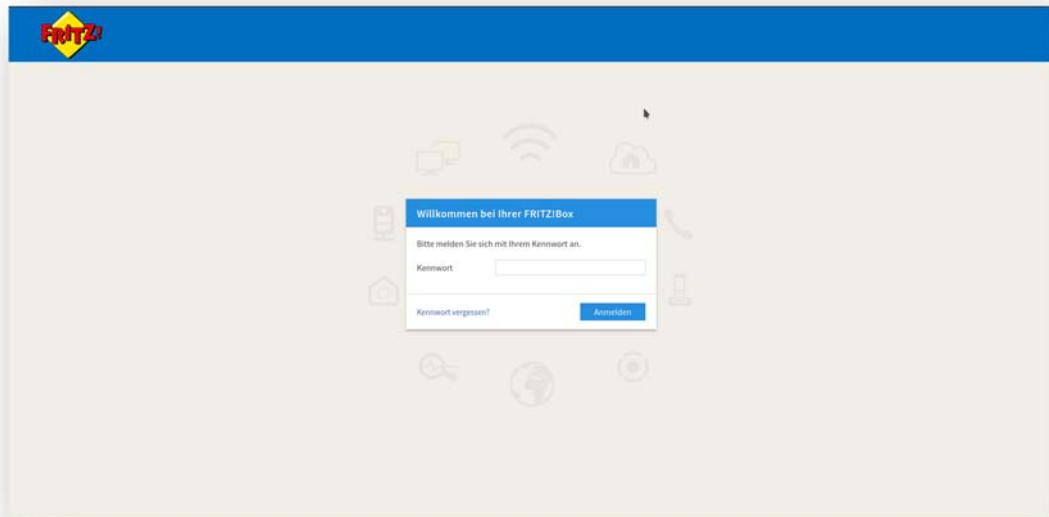 FRITZ!
Willkommen bei Ihrer FRITZ!Box
Bitte melden Sie sich mit Ihrem Kennwort an.
Kennwort
Kennwort vergessen?
Anmelden